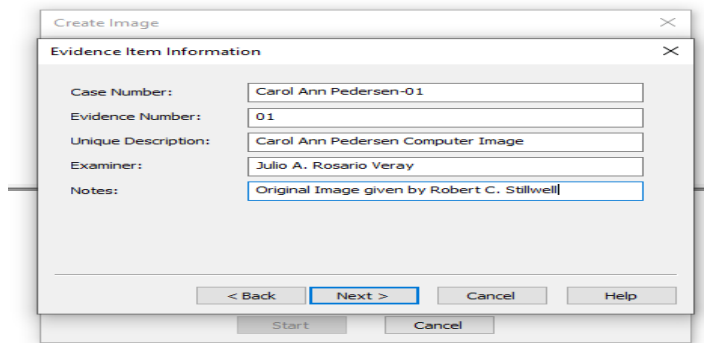 Create Image
Evidence Item Information
Case Number: Carol Ann Pedersen-01
Evidence Number: 01
Unique Description: Carol Ann Pedersen Computer Image
Examiner: Julio A. Rosario Veray
Notes: Original Image given by Robert C. Stillwell
< Back Next > Cancel Help
Start Cancel